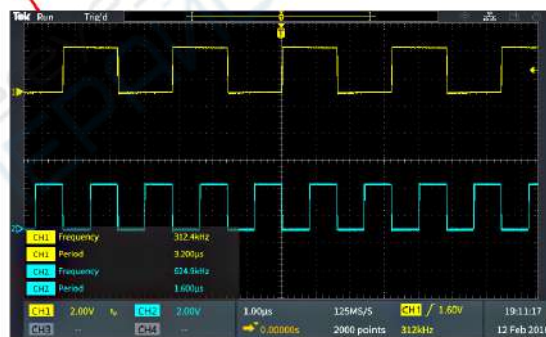 Tek Run Trig'd
CH1 Frequency 312.4kHz
CH1 Period 3.200µs
CH2 Frequency 624.9kHz
CH2 Period 1.600µs
CH1 2.00V CH2 2.00V 1.00µs 125MS/S CH1 / 1.60V 19:11:17
CH3 -- CH4 -- 0.00000s 2000 points 312kHz 12 Feb 201